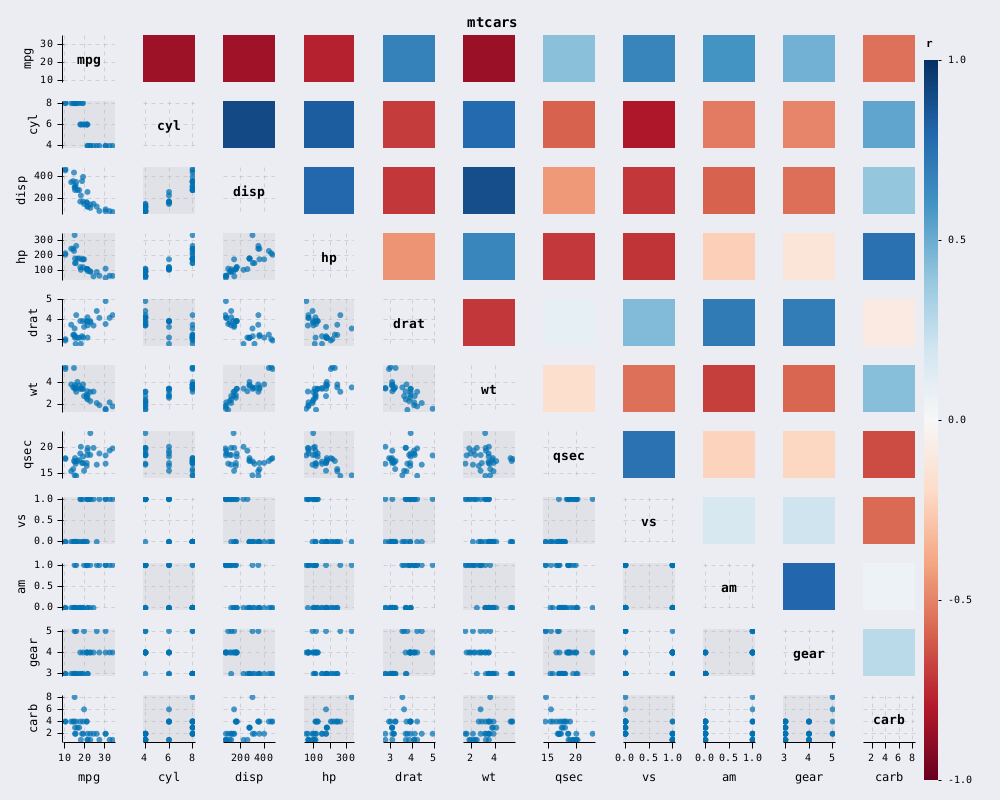 mtcars
r
1.0
0.5
0.0
-0.5
-1.0
mpg 30 20 10 mpg
cyl 8 6 4 cyl
disp 400 200 disp
hp 300 200 100 hp
drat 5 4 3 drat
wt 4 2 wt
qsec 20 15 qsec
vs 1.0 0.5 0.0 vs
am 1.0 0.5 0.0 am
gear 5 4 3 gear
carb 8 6 4 2 carb
10 20 30 4 6 8 200 400 100 300 3 4 5 2 4 15 20 0.0 0.5 1.0 0.0 0.5 1.0 3 4 5 2 4 6 8
mpg cyl disp hp drat wt qsec vs am gear carb